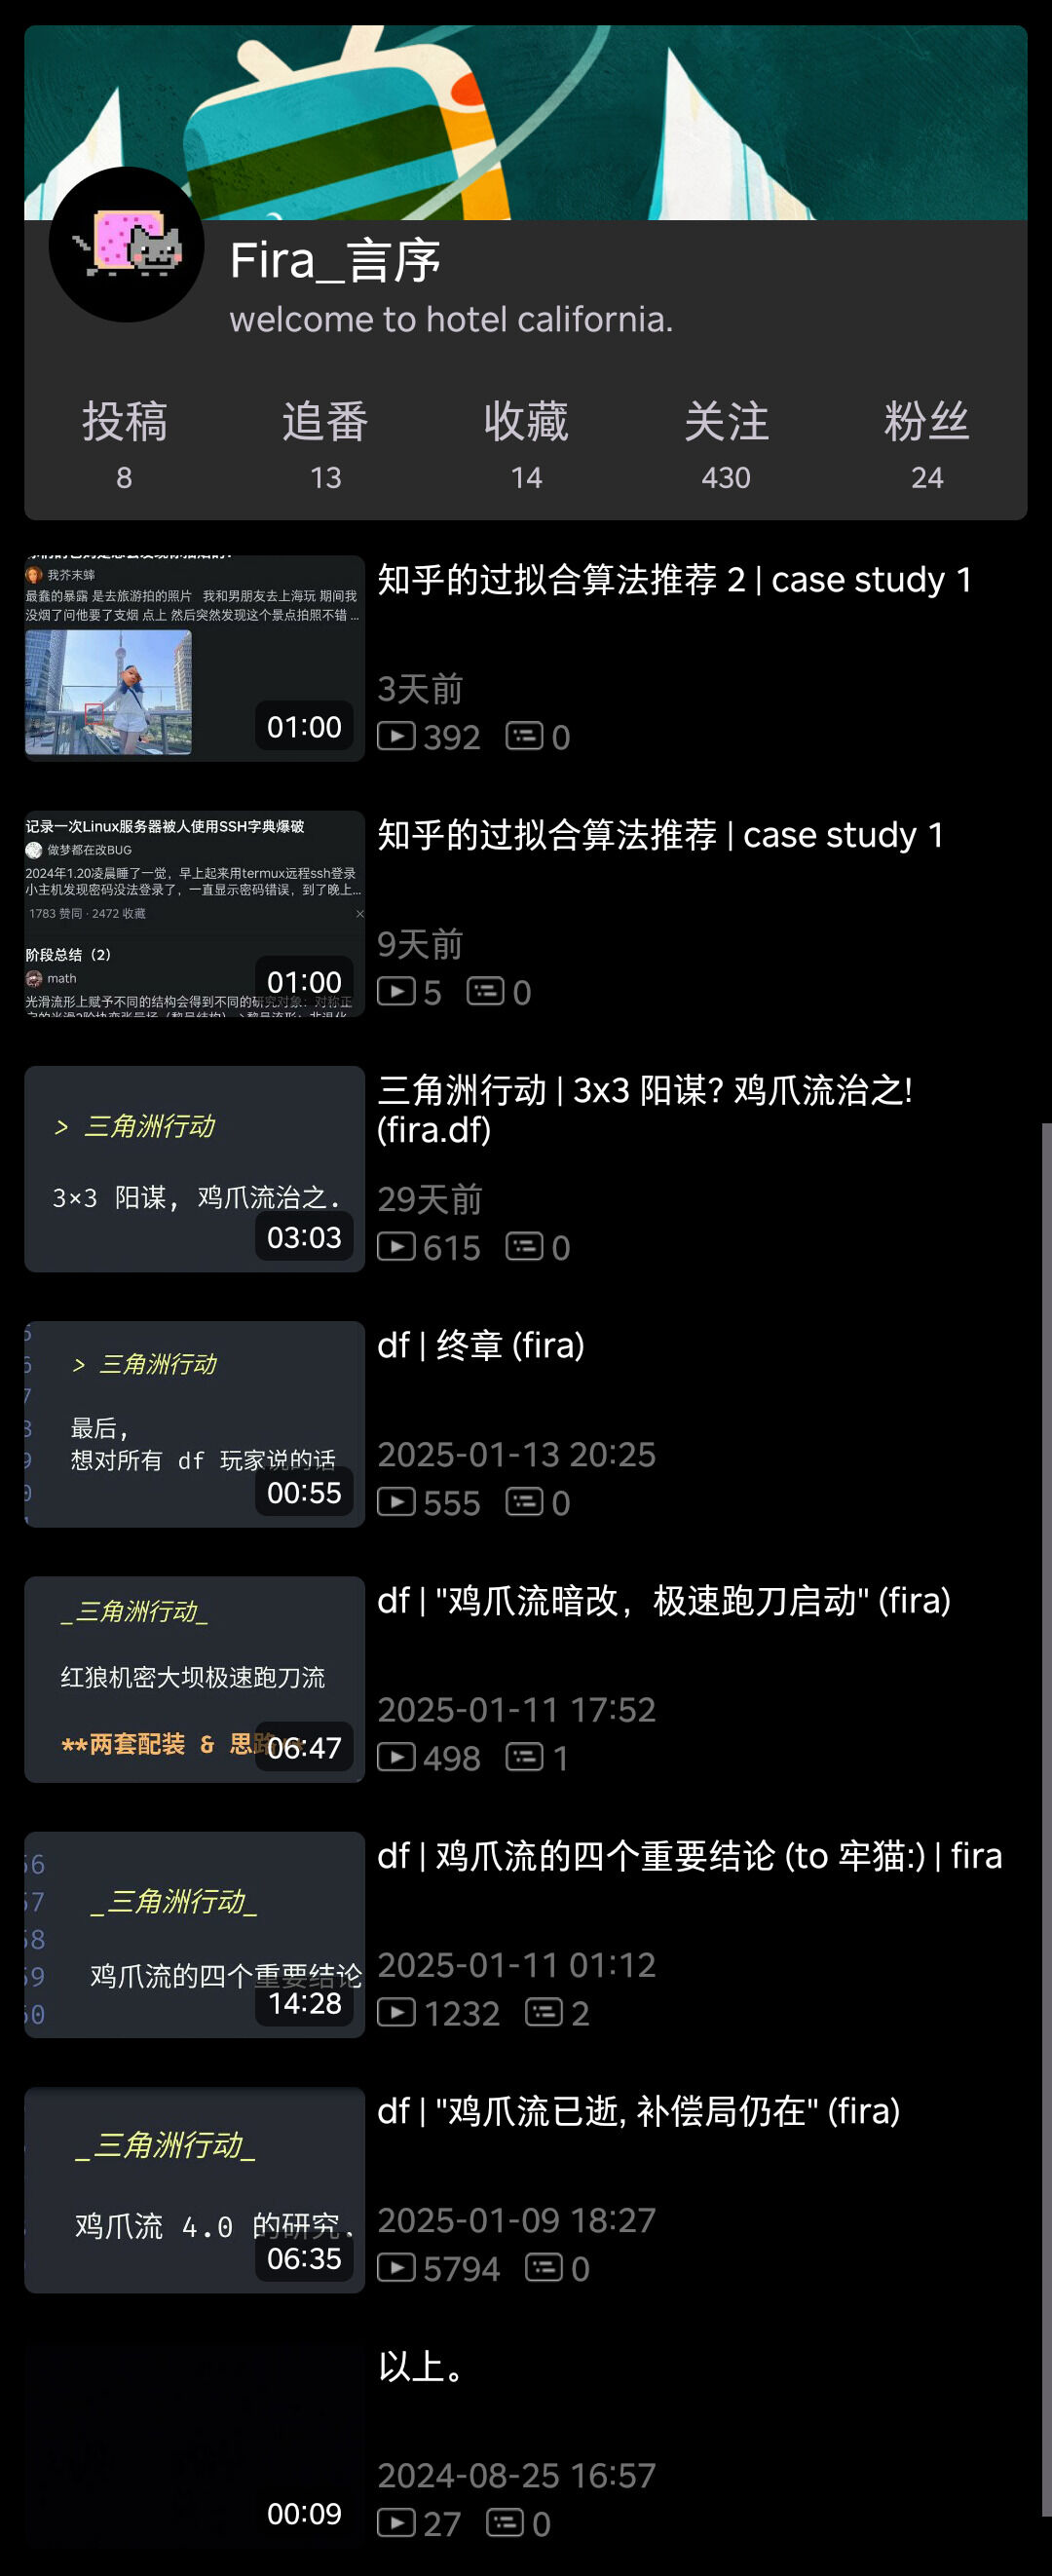 Fira_言序
welcome to hotel california.
投稿 追番 收藏 关注 粉丝
8 13 14 430 24
我芥末蜂
最蠢的暴露 是去旅游拍的照片 我和男朋友去上海玩 期间我
没烟了问他要了支烟 点上 然后突然发现这个景点拍照不错 ...
01:00
知乎的过拟合算法推荐 2 | case study 1
3天前
392 0
记录一次Linux服务器被人使用SSH字典爆破
做梦都在改BUG
2024年1.20凌晨睡了一觉，早上起来用termux远程ssh登录
小主机发现密码没法登录了，一直显示密码错误，到了晚上...
1783 赞同 · 2472 收藏
阶段总结（2）
math
光滑流形上赋予不同的结构会得到不同的研究对象：对称正
01:00
知乎的过拟合算法推荐 | case study 1
9天前
5 0
> 三角洲行动
3×3 阳谋, 鸡爪流治之.
03:03
三角洲行动 | 3x3 阳谋? 鸡爪流治之!
(fira.df)
29天前
615 0
6
7
8
9
0
> 三角洲行动
最后,
想对所有 df 玩家说的话
00:55
df | 终章 (fira)
2025-01-13 20:25
555 0
_三角洲行动_
红狼机密大坝极速跑刀流
**两套配装 & 思路
06:47
df | "鸡爪流暗改，极速跑刀启动" (fira)
2025-01-11 17:52
498 1
56
57
58
59
60
_三角洲行动_
鸡爪流的四个重要结论
14:28
df | 鸡爪流的四个重要结论 (to 牢猫:) | fira
2025-01-11 01:12
1232 2
_三角洲行动_
鸡爪流 4.0 的研究.
06:35
df | "鸡爪流已逝, 补偿局仍在" (fira)
2025-01-09 18:27
5794 0
00:09
以上。
2024-08-25 16:57
27 0